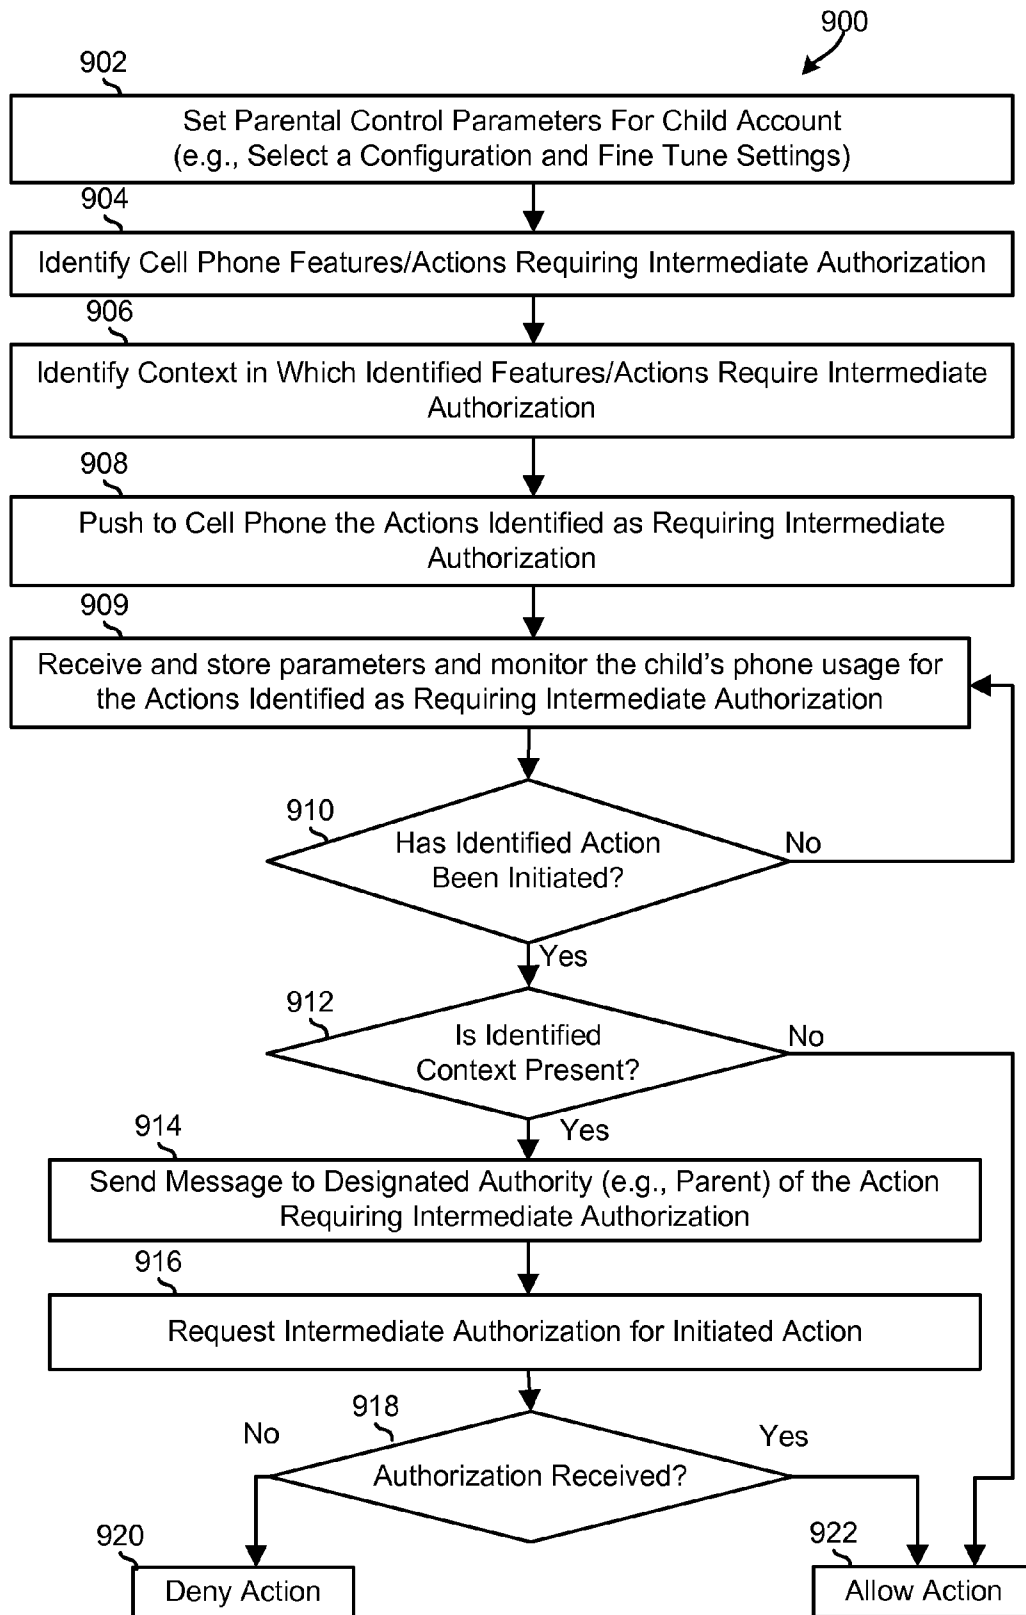 900
902
Set Parental Control Parameters For Child Account
(e.g., Select a Configuration and Fine Tune Settings)
904
Identify Cell Phone Features/Actions Requiring Intermediate Authorization
906
Identify Context in Which Identified Features/Actions Require Intermediate
Authorization
908
Push to Cell Phone the Actions Identified as Requiring Intermediate
Authorization
909
Receive and store parameters and monitor the child's phone usage for
the Actions Identified as Requiring Intermediate Authorization
910
Has Identified Action
Been Initiated?
No
Yes
912
Is Identified
Context Present?
No
Yes
914
Send Message to Designated Authority (e.g., Parent) of the Action
Requiring Intermediate Authorization
916
Request Intermediate Authorization for Initiated Action
918
No
Yes
Authorization Received?
920
Deny Action
922
Allow Action